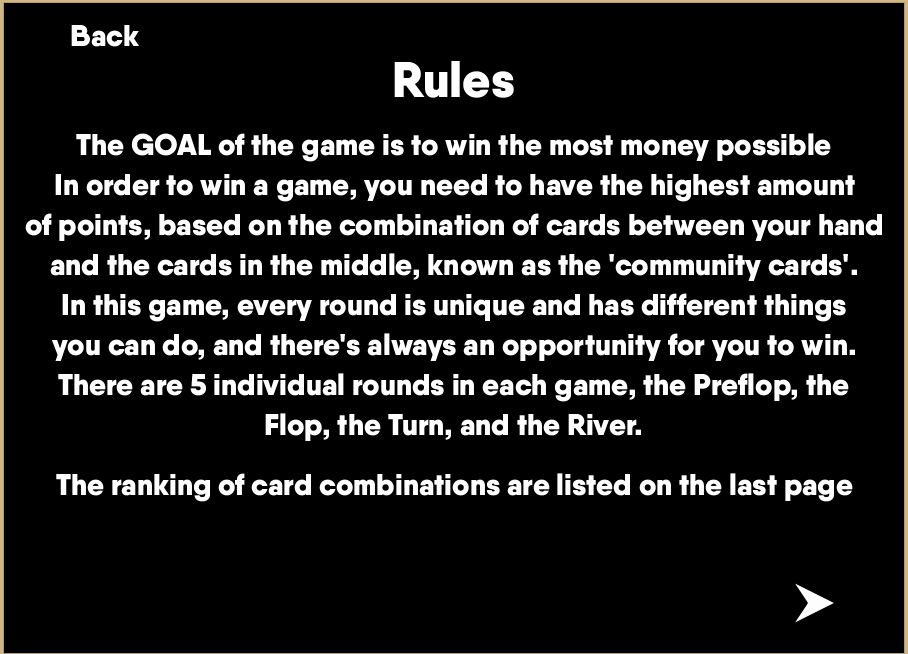 Back
Rules
The GOAL of the game is to win the most money possible
In order to win a game, you need to have the highest amount
of points, based on the combination of cards between your hand
and the cards in the middle, known as the 'community cards'.
In this game, every round is unique and has different things
you can do, and there's always an opportunity for you to win.
There are 5 individual rounds in each game, the Preflop, the
Flop, the Turn, and the River.
The ranking of card combinations are listed on the last page